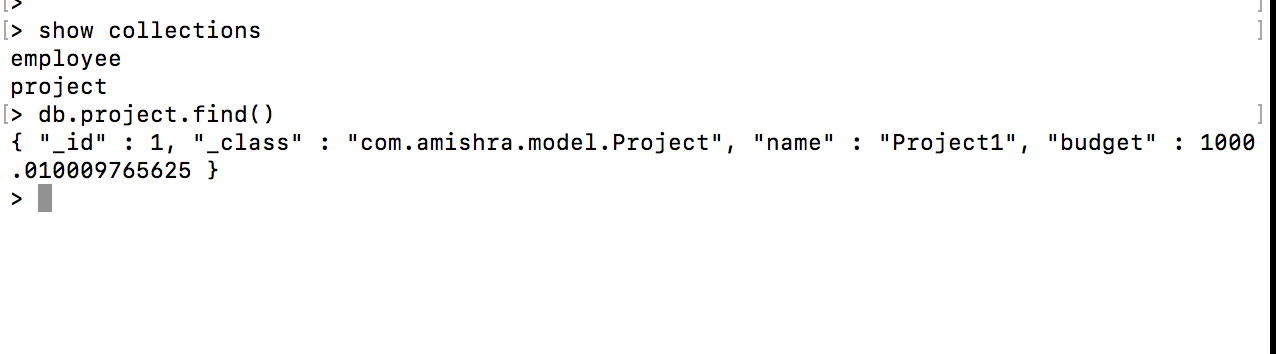 [>                                                                                         ]
[> show collections                                                                        ]
employee
project
[> db.project.find()                                                                       ]
{ "_id" : 1, "_class" : "com.amishra.model.Project", "name" : "Project1", "budget" : 1000
.010009765625 }
>